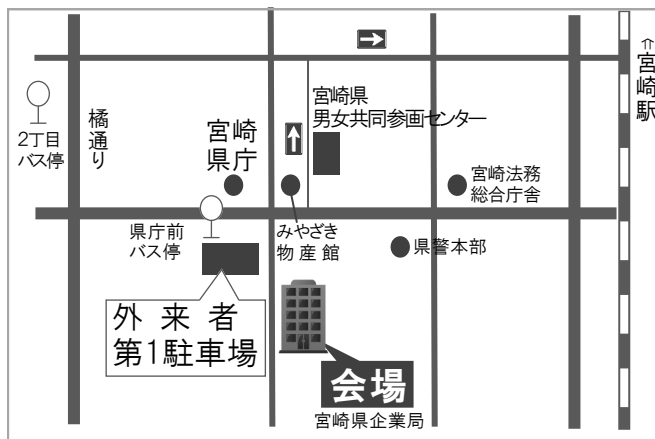 ⇧宮崎駅
宮崎県
男女共同参画センター
橘通り
2丁目
バス停
宮崎
県庁
宮崎法務
総合庁舎
県庁前
バス停
みやざき
物産館
県警本部
外来者
第1駐車場
会場
宮崎県企業局